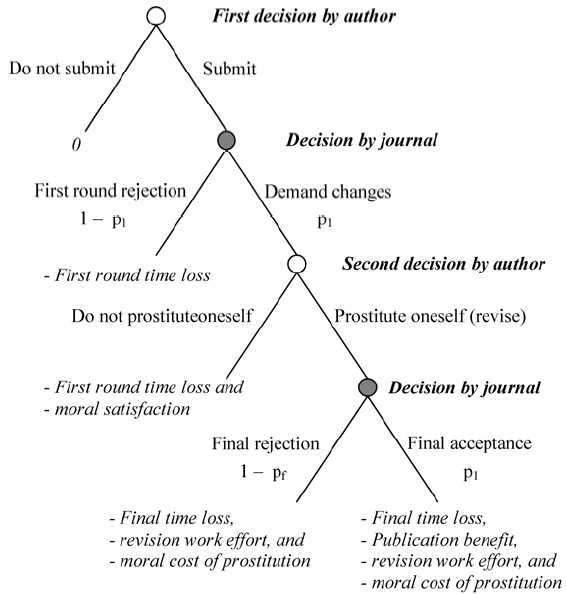 First decision by author
Do not submit
Submit
0
Decision by journal
First round rejection
1 – p1
Demand changes
p1
Second decision by author
- First round time loss
Do not prostituteoneself
Prostitute oneself (revise)
- First round time loss and
- moral satisfaction
Decision by journal
Final rejection
1 – pf
Final acceptance
p1
- Final time loss,
- revision work effort, and
- moral cost of prostitution
- Final time loss,
- Publication benefit,
- revision work effort, and
- moral cost of prostitution